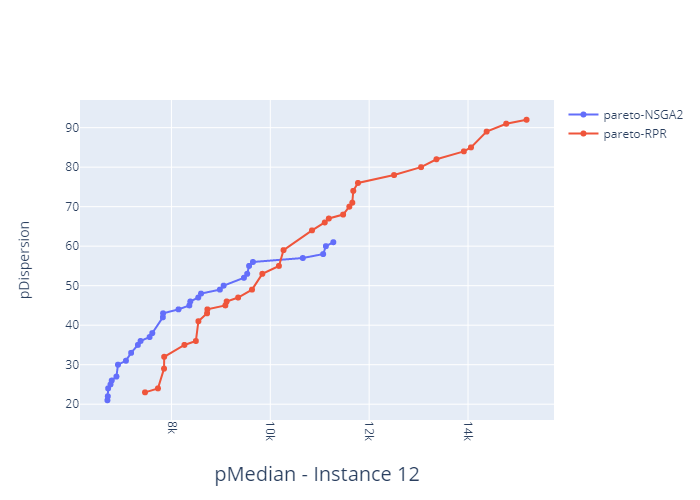 pareto-NSGA2
pareto-RPR
90
80
70
60
50
40
30
20
pDispersion
8k
10k
12k
14k
pMedian - Instance 12